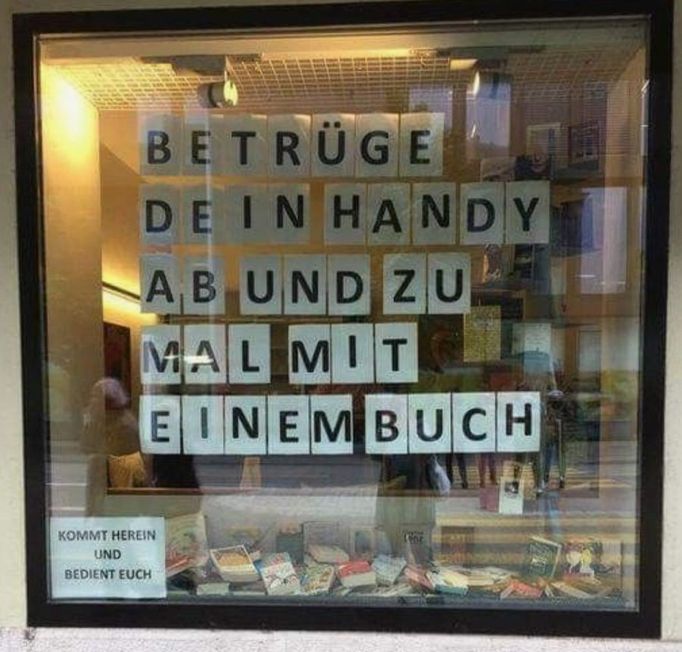 BETRÜGE
DEIN HANDY
AB UND ZU
MAL MIT
EINEM BUCH
KOMMT HEREIN
UND
BEDIENT EUCH